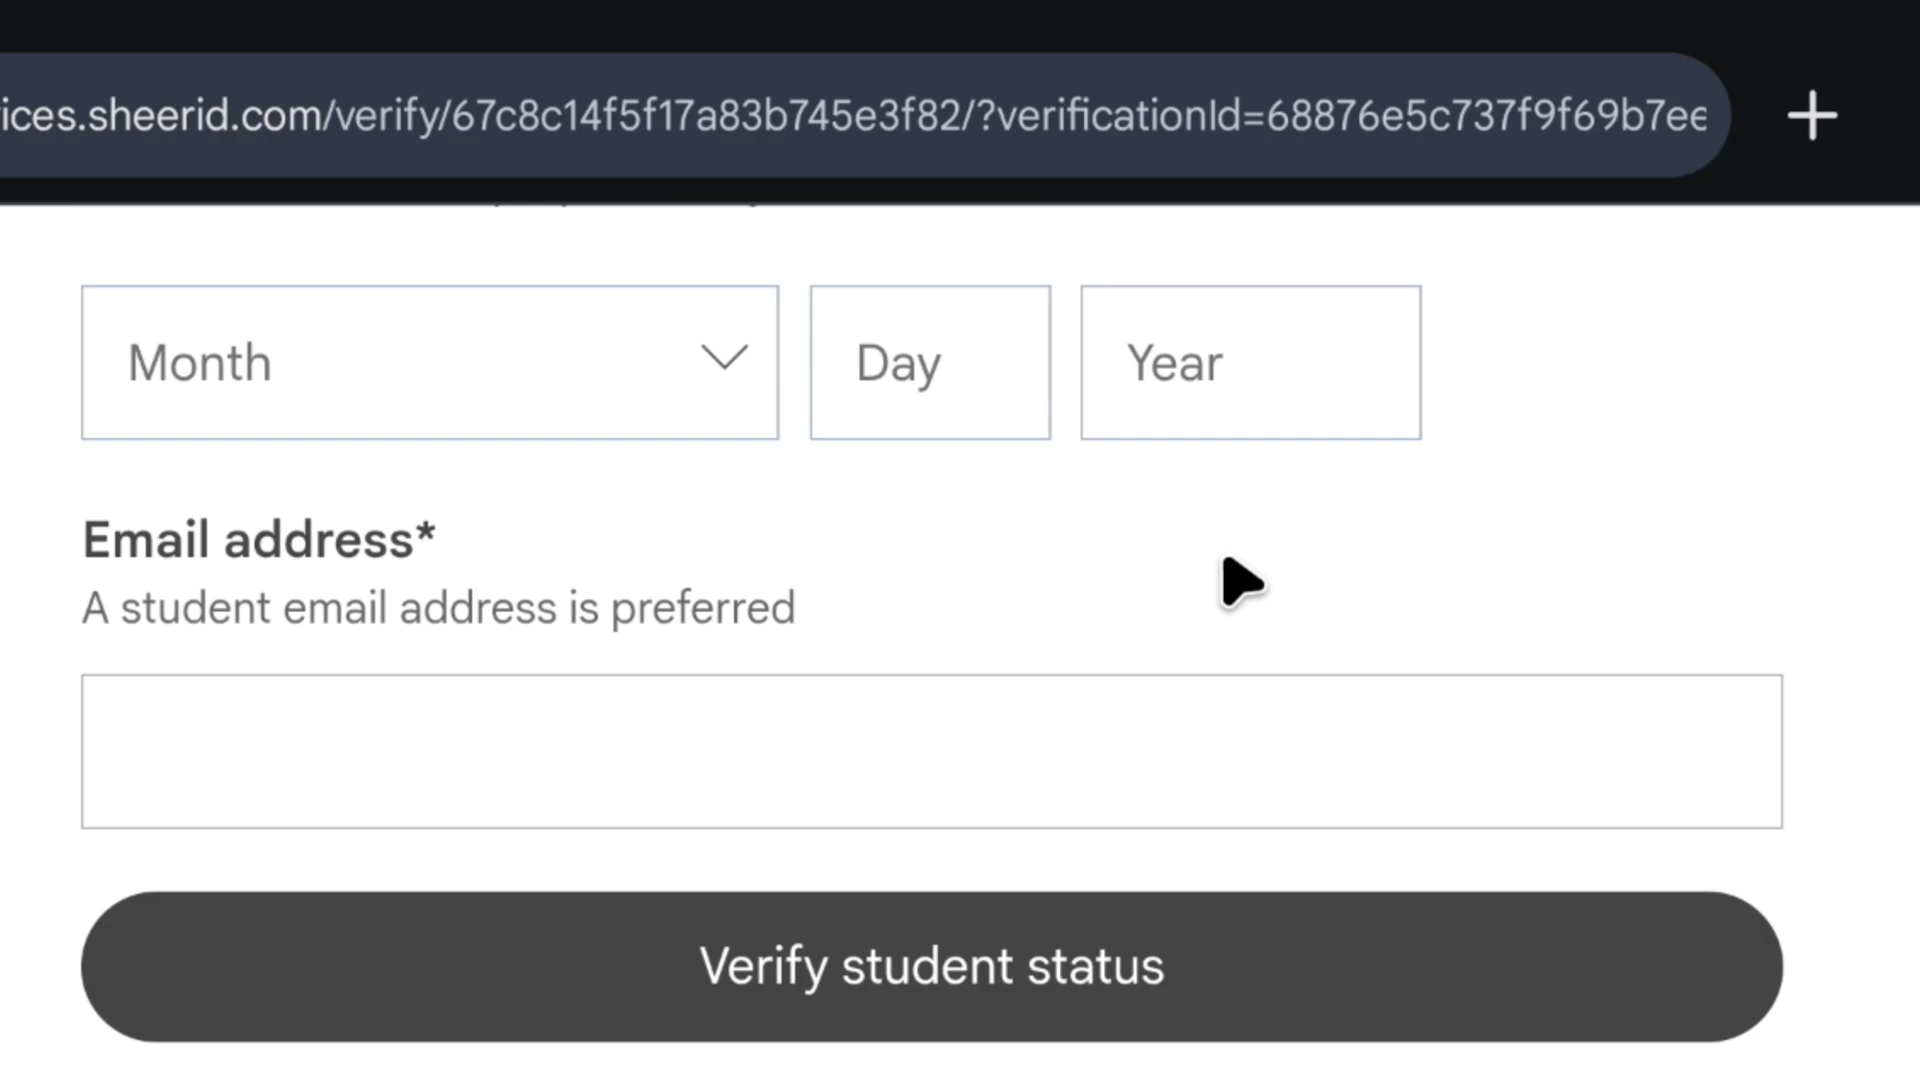 ices.sheerid.com/verify/67c8c14f5f17a83b745e3f82/?verificationId=68876e5c737f9f69b7ee
Month
Day
Year
Email address*
A student email address is preferred
Verify student status